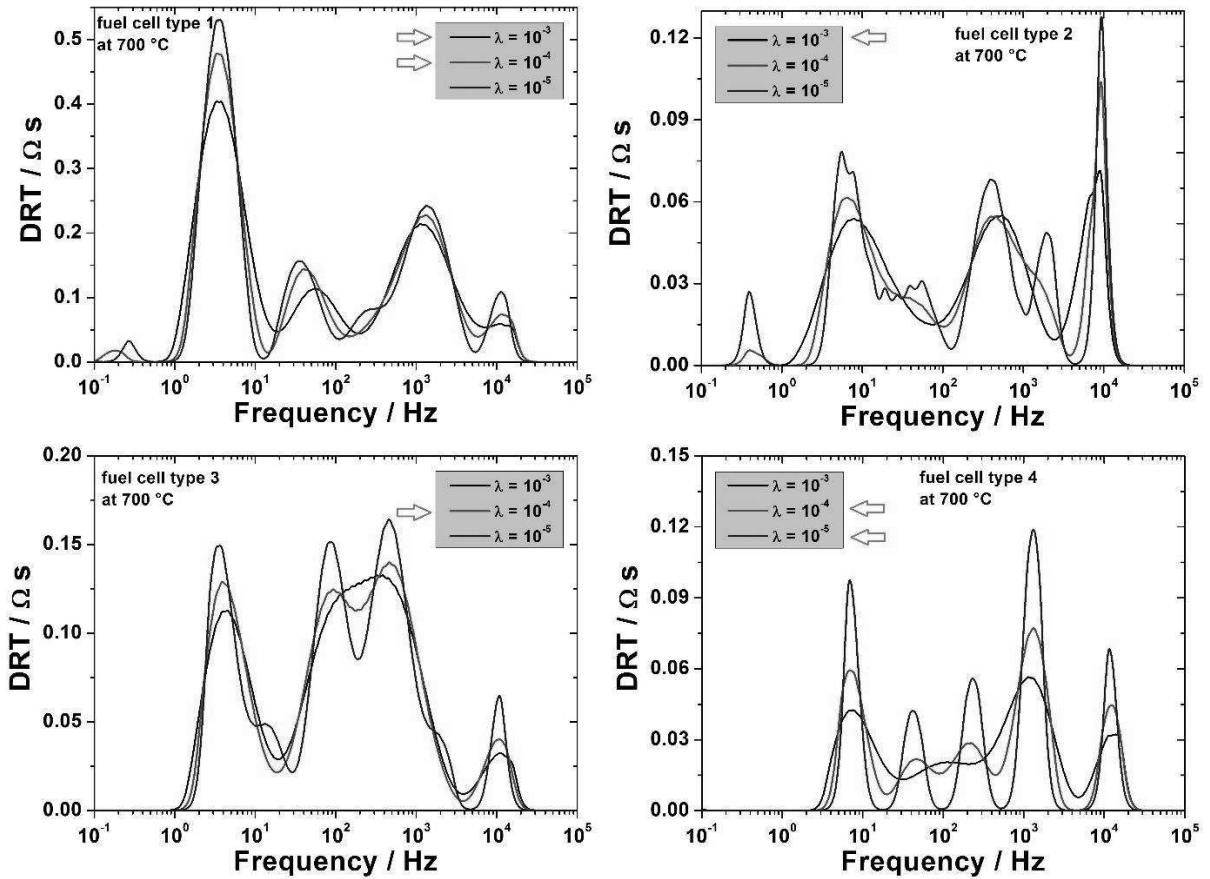 fuel cell type 1
at 700 °C
λ = 10⁻³
λ = 10⁻⁴
λ = 10⁻⁵
DRT / Ω s
0.5
0.4
0.3
0.2
0.1
0.0
10⁻¹ 10⁰ 10¹ 10² 10³ 10⁴ 10⁵
Frequency / Hz
fuel cell type 2
at 700 °C
λ = 10⁻³
λ = 10⁻⁴
λ = 10⁻⁵
DRT / Ω s
0.12
0.09
0.06
0.03
0.00
10⁻¹ 10⁰ 10¹ 10² 10³ 10⁴ 10⁵
Frequency / Hz
fuel cell type 3
at 700 °C
λ = 10⁻³
λ = 10⁻⁴
λ = 10⁻⁵
DRT / Ω s
0.20
0.15
0.10
0.05
0.00
10⁻¹ 10⁰ 10¹ 10² 10³ 10⁴ 10⁵
Frequency / Hz
fuel cell type 4
at 700 °C
λ = 10⁻³
λ = 10⁻⁴
λ = 10⁻⁵
DRT / Ω s
0.15
0.12
0.09
0.06
0.03
0.00
10⁻¹ 10⁰ 10¹ 10² 10³ 10⁴ 10⁵
Frequency / Hz